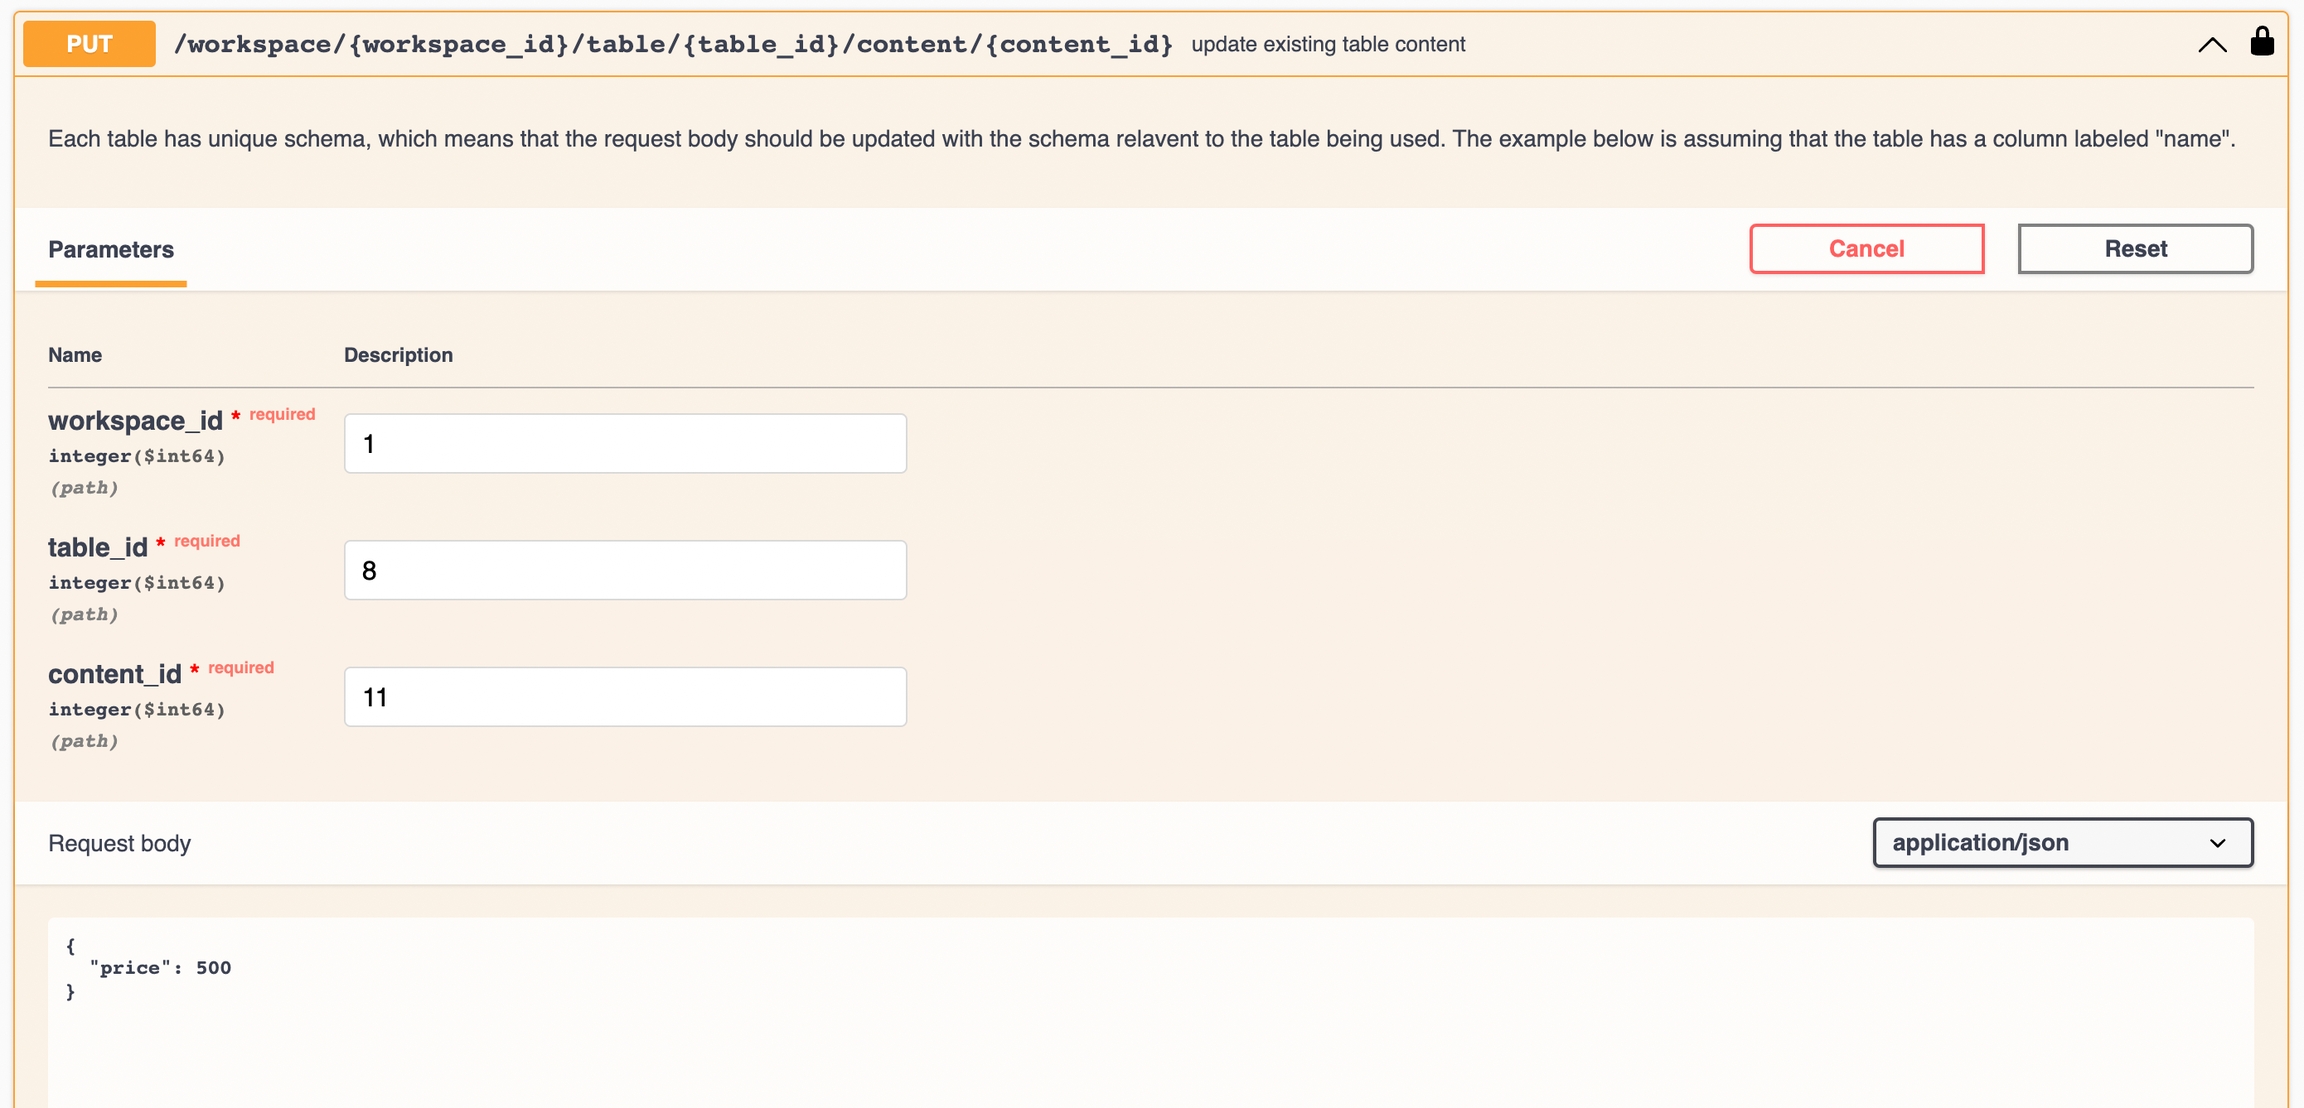 PUT /workspace/{workspace_id}/table/{table_id}/content/{content_id} update existing table content
Each table has unique schema, which means that the request body should be updated with the schema relavent to the table being used. The example below is assuming that the table has a column labeled "name".
Parameters
Cancel
Reset
Name Description
workspace_id * required
integer($int64)
(path)
1
table_id * required
integer($int64)
(path)
8
content_id * required
integer($int64)
(path)
11
Request body
application/json
{
"price": 500
}